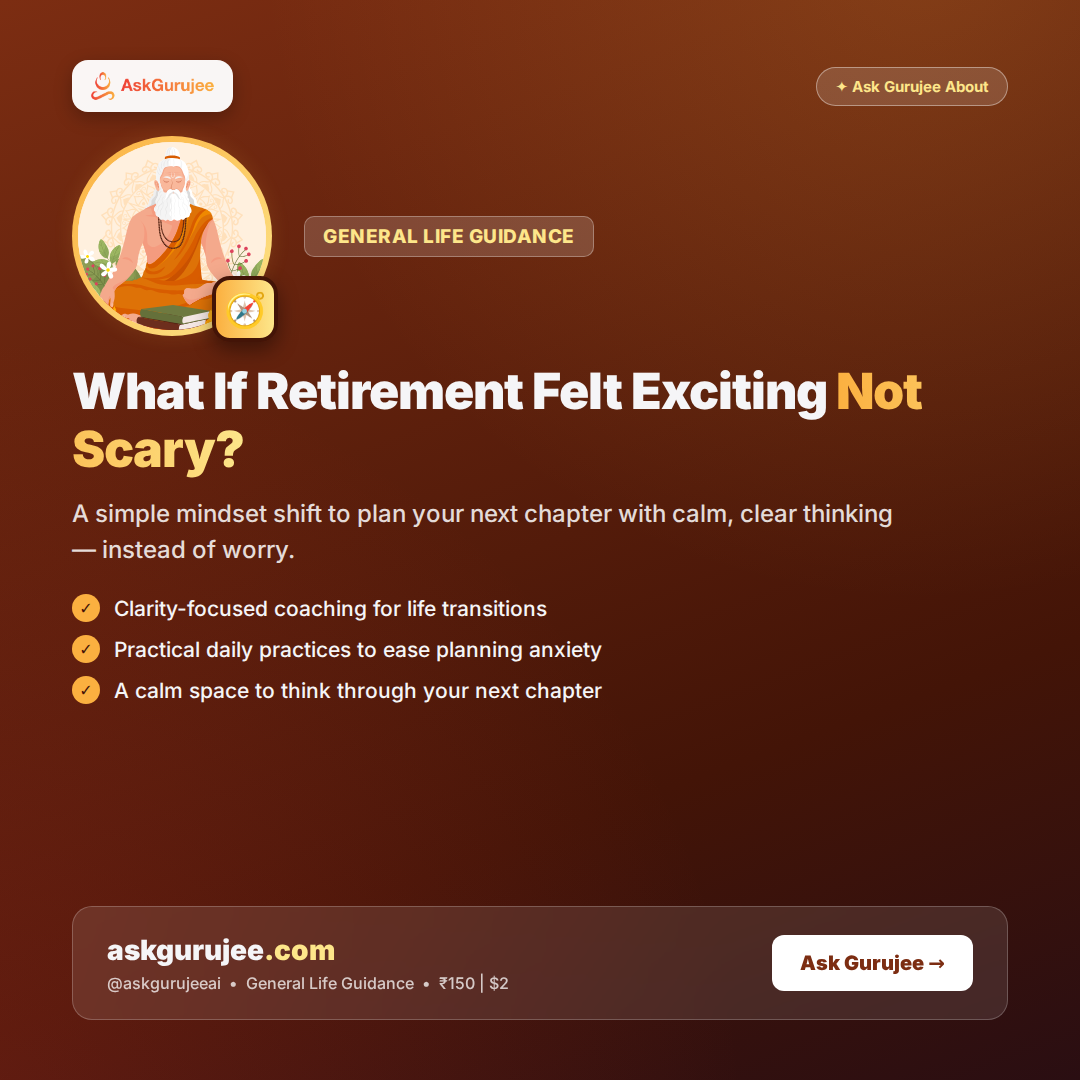 AskGurujee
✦ Ask Gurujee About
GENERAL LIFE GUIDANCE
What If Retirement Felt Exciting Not
Scary?
A simple mindset shift to plan your next chapter with calm, clear thinking
— instead of worry.
✓ Clarity-focused coaching for life transitions
✓ Practical daily practices to ease planning anxiety
✓ A calm space to think through your next chapter
askgurujee.com
@askgurujeeai • General Life Guidance • ₹150 | $2
Ask Gurujee →